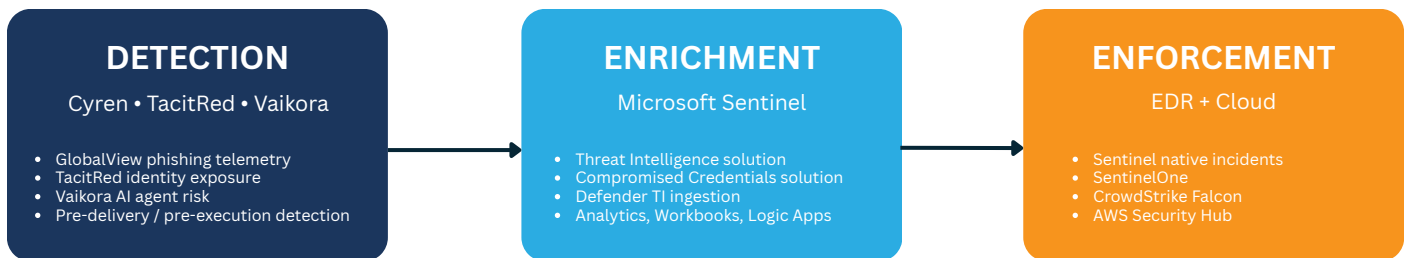 DETECTION
Cyren • TacitRed • Vaikora
• GlobalView phishing telemetry
• TacitRed identity exposure
• Vaikora AI agent risk
• Pre-delivery / pre-execution detection
ENRICHMENT
Microsoft Sentinel
• Threat Intelligence solution
• Compromised Credentials solution
• Defender TI ingestion
• Analytics, Workbooks, Logic Apps
ENFORCEMENT
EDR + Cloud
• Sentinel native incidents
• SentinelOne
• CrowdStrike Falcon
• AWS Security Hub